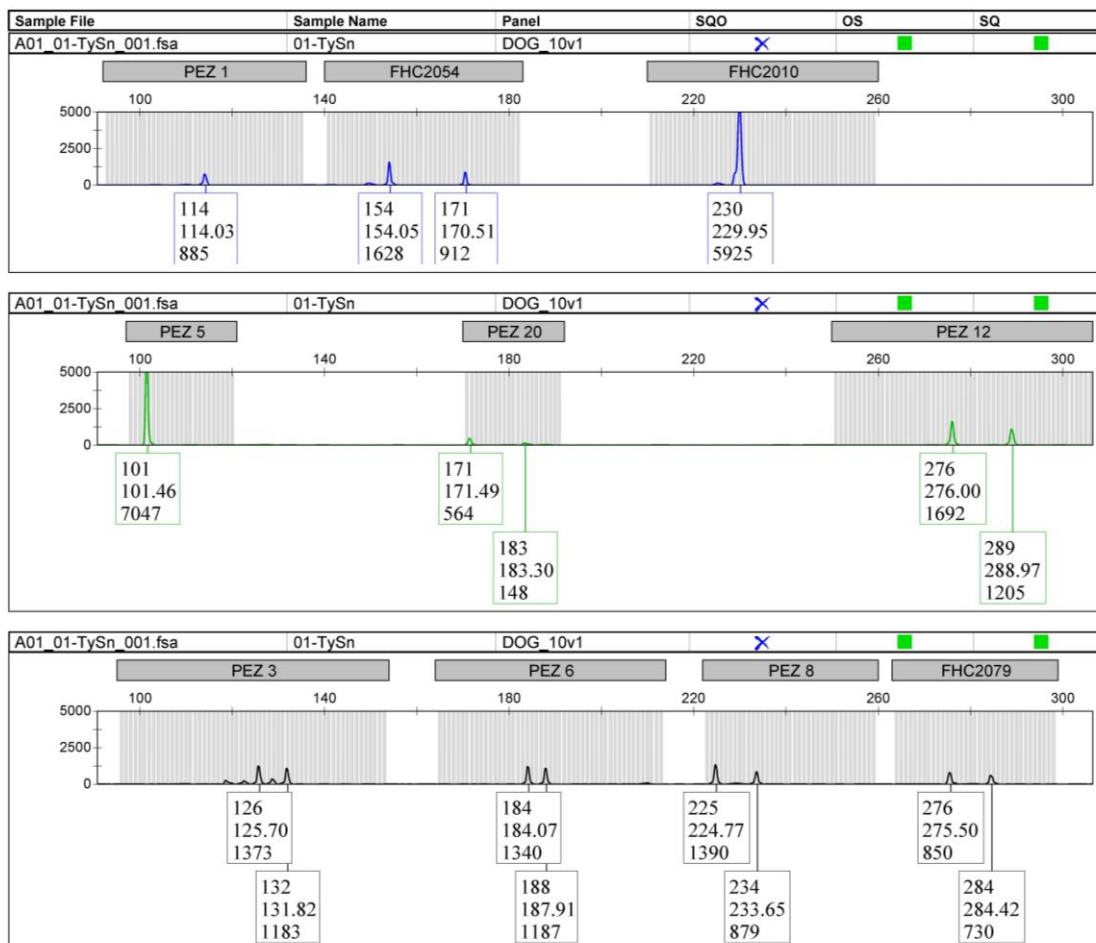 Sample File Sample Name Panel SQO OS SQ
A01_01-TySn_001.fsa 01-TySn DOG_10v1
PEZ 1 FHC2054 FHC2010
100 140 180 220 260 300
5000
2500
0
114 154 171 230
114.03 154.05 170.51 229.95
885 1628 912 5925
A01_01-TySn_001.fsa 01-TySn DOG_10v1
PEZ 5 PEZ 20 PEZ 12
100 140 180 220 260 300
5000
2500
0
101 171 276
101.46 171.49 276.00
7047 564 1692
183 289
183.30 288.97
148 1205
A01_01-TySn_001.fsa 01-TySn DOG_10v1
PEZ 3 PEZ 6 PEZ 8 FHC2079
100 140 180 220 260 300
5000
2500
0
126 184 225 276
125.70 184.07 224.77 275.50
1373 1340 1390 850
132 188 234 284
131.82 187.91 233.65 284.42
1183 1187 879 730